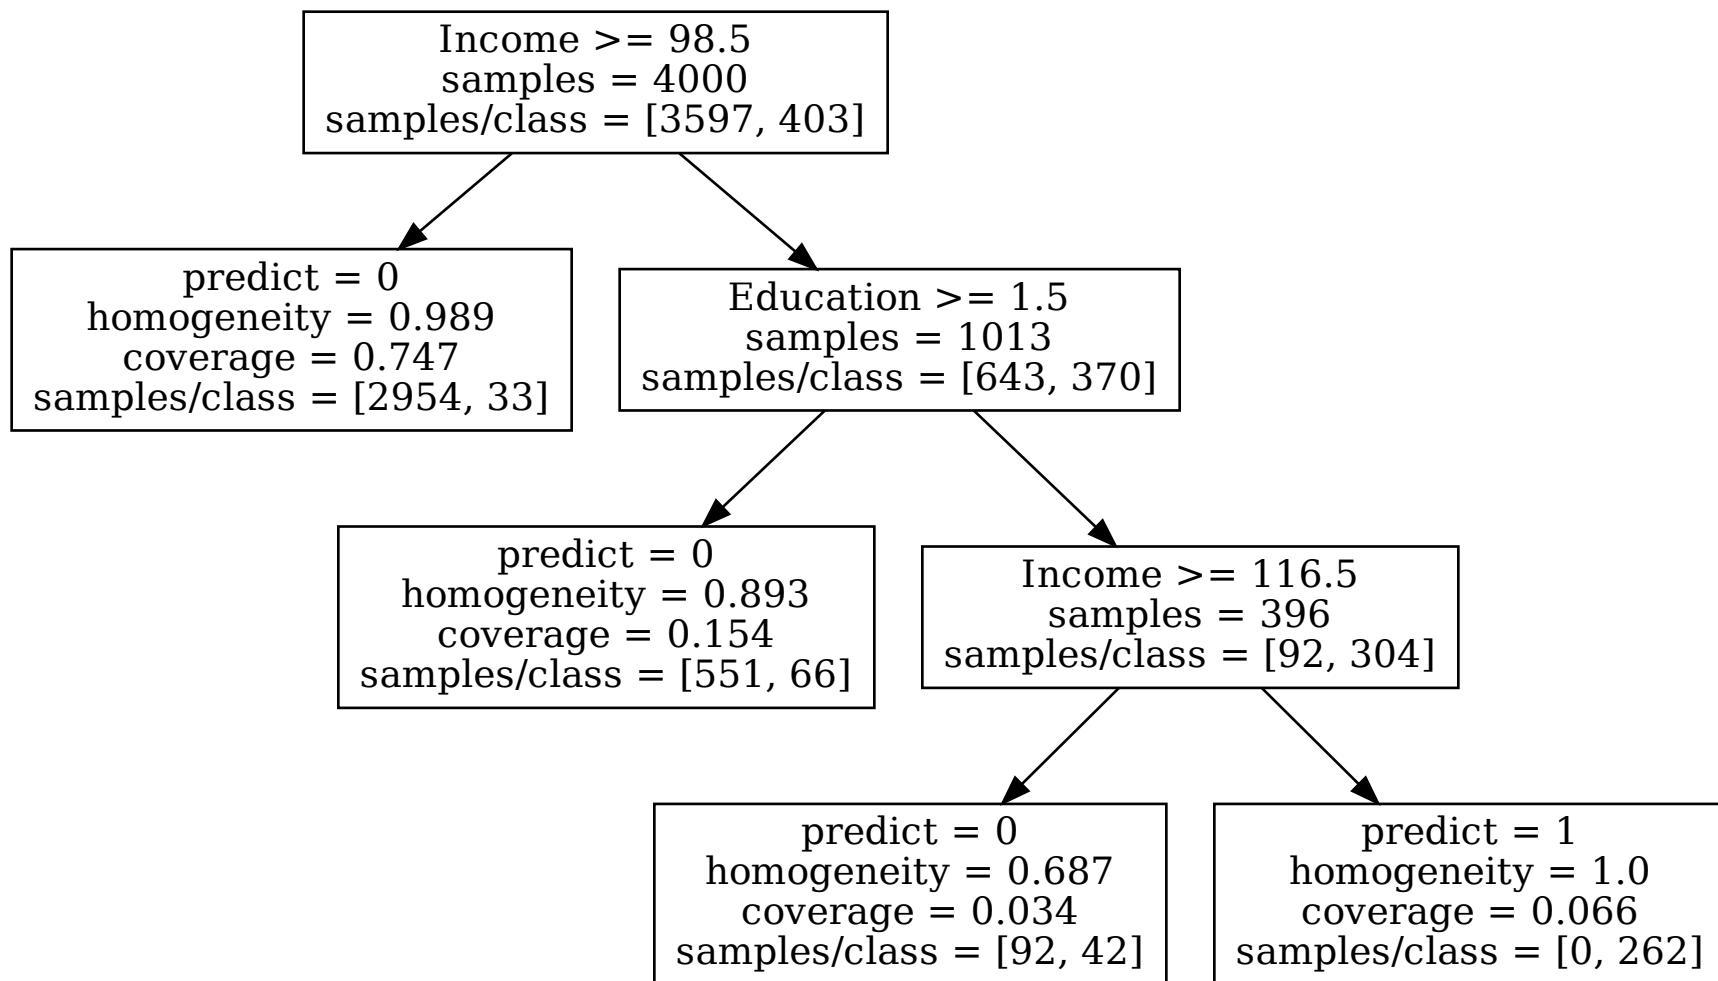 Income >= 98.5
samples = 4000
samples/class = [3597, 403]
predict = 0
homogeneity = 0.989
coverage = 0.747
samples/class = [2954, 33]
Education >= 1.5
samples = 1013
samples/class = [643, 370]
predict = 0
homogeneity = 0.893
coverage = 0.154
samples/class = [551, 66]
Income >= 116.5
samples = 396
samples/class = [92, 304]
predict = 0
homogeneity = 0.687
coverage = 0.034
samples/class = [92, 42]
predict = 1
homogeneity = 1.0
coverage = 0.066
samples/class = [0, 262]